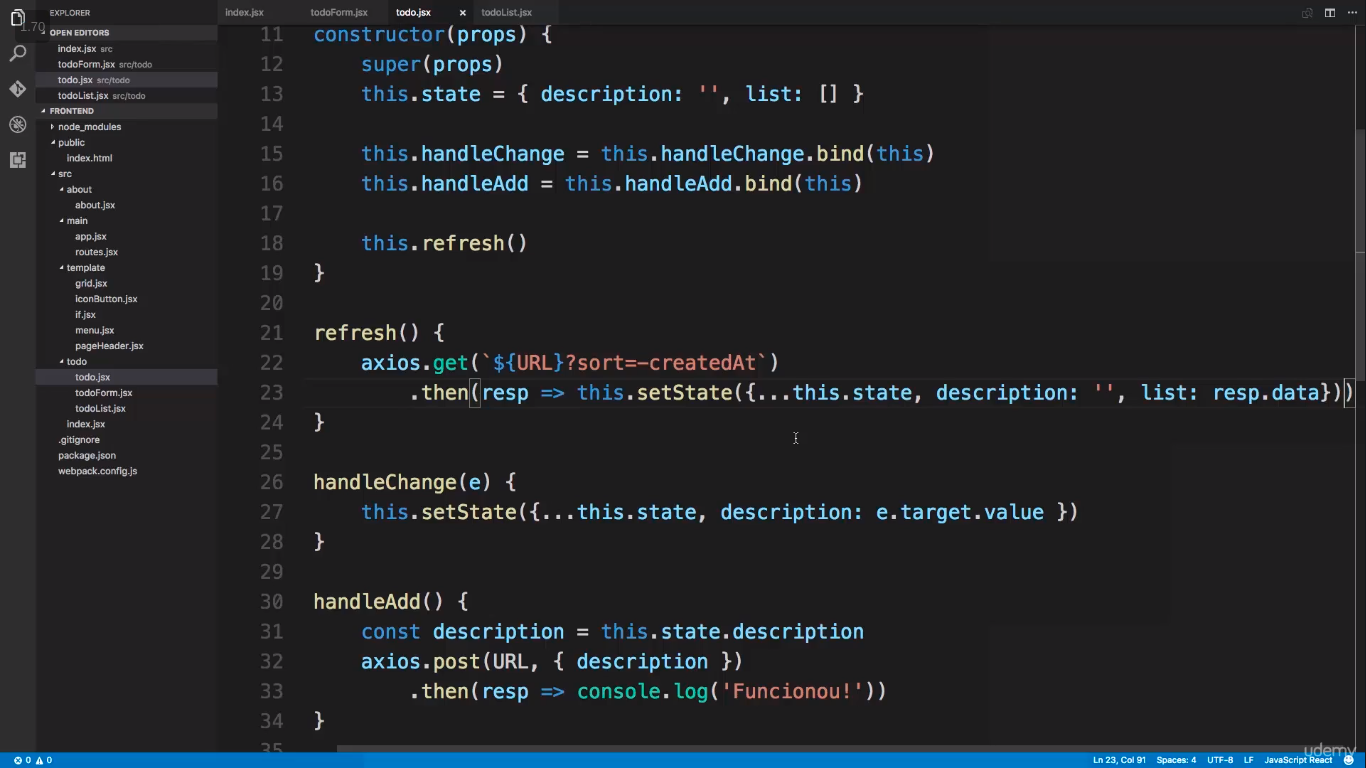 EXPLORER
index.jsx
todoForm.jsx
todo.jsx
×
todoList.jsx
1.70
OPEN EDITORS
index.jsx src
todoForm.jsx src/todo
todo.jsx src/todo
todoList.jsx src/todo
FRONTEND
node_modules
public
index.html
src
about
about.jsx
main
app.jsx
routes.jsx
template
grid.jsx
iconButton.jsx
if.jsx
menu.jsx
pageHeader.jsx
todo
todo.jsx
todoForm.jsx
todoList.jsx
index.jsx
.gitignore
package.json
webpack.config.js
11 constructor(props) {
12 super(props)
13 this.state = { description: '', list: [] }
14
15 this.handleChange = this.handleChange.bind(this)
16 this.handleAdd = this.handleAdd.bind(this)
17
18 this.refresh()
19 }
20
21 refresh() {
22 axios.get(`${URL}?sort=-createdAt`)
23 .then(resp => this.setState({...this.state, description: '', list: resp.data}))
24 }
25
26 handleChange(e) {
27 this.setState({...this.state, description: e.target.value })
28 }
29
30 handleAdd() {
31 const description = this.state.description
32 axios.post(URL, { description })
33 .then(resp => console.log('Funcionou!'))
34 }
35
0 0
Ln 23, Col 91 Spaces: 4 UTF-8 LF JavaScript React
udemy